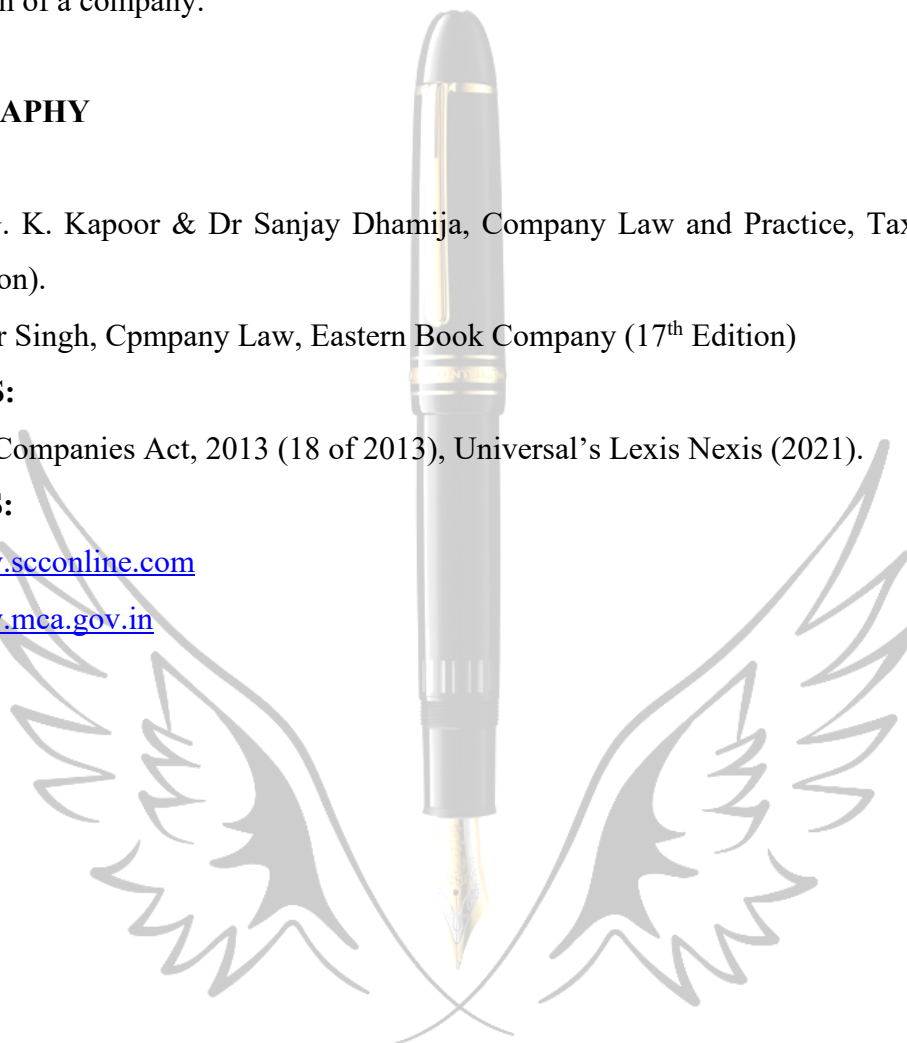 n of a company.
APHY
. K. Kapoor & Dr Sanjay Dhamija, Company Law and Practice, Tax
on).
r Singh, Cpmpany Law, Eastern Book Company (17th Edition)
S:
Companies Act, 2013 (18 of 2013), Universal’s Lexis Nexis (2021).
S:
.scconline.com
.mca.gov.in